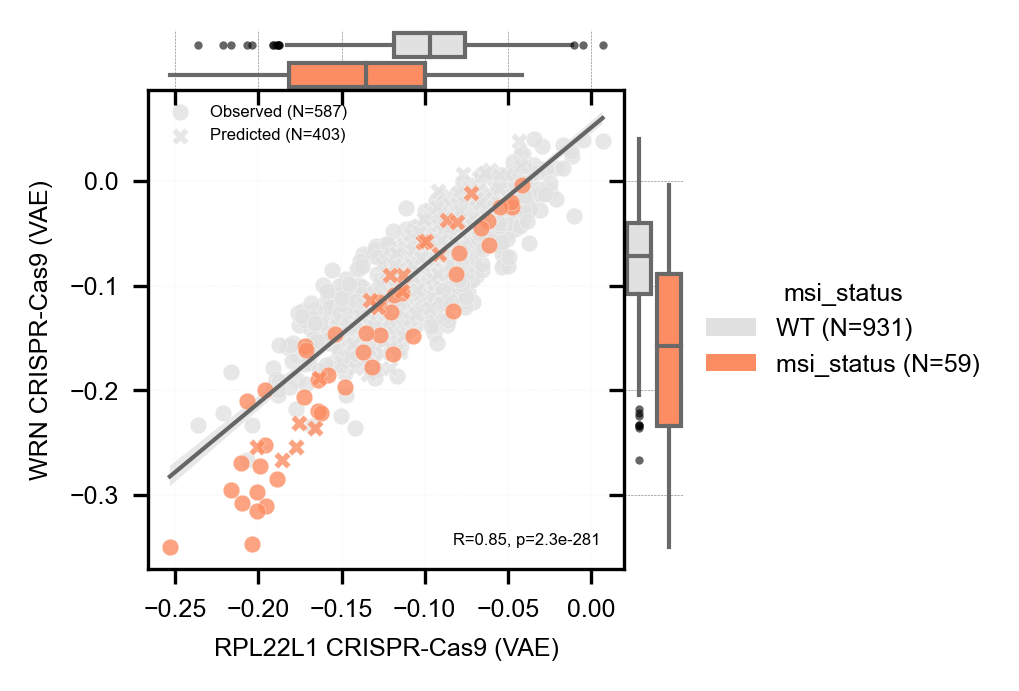 Observed (N=587)
Predicted (N=403)
0.0
−0.1
−0.2
−0.3
WRN CRISPR-Cas9 (VAE)
R=0.85, p=2.3e-281
−0.25 −0.20 −0.15 −0.10 −0.05 0.00
RPL22L1 CRISPR-Cas9 (VAE)
msi_status
WT (N=931)
msi_status (N=59)